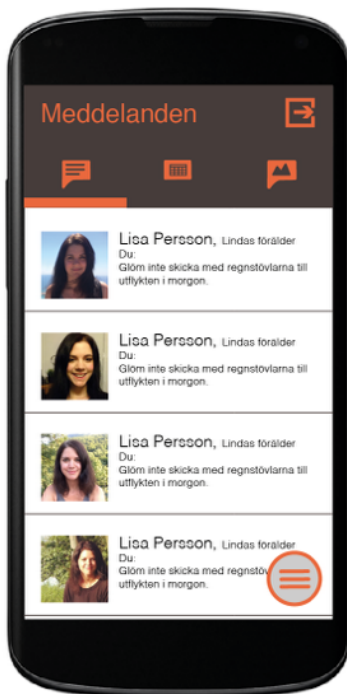 Meddelanden
Lisa Persson, Lindas förälder
Du:
Glöm inte skicka med regnstövlarna till
utflykten i morgon.
Lisa Persson, Lindas förälder
Du:
Glöm inte skicka med regnstövlarna till
utflykten i morgon.
Lisa Persson, Lindas förälder
Du:
Glöm inte skicka med regnstövlarna till
utflykten i morgon.
Lisa Persson, Lindas förälder
Du:
Glöm inte skicka med till
utflykten i morgon.